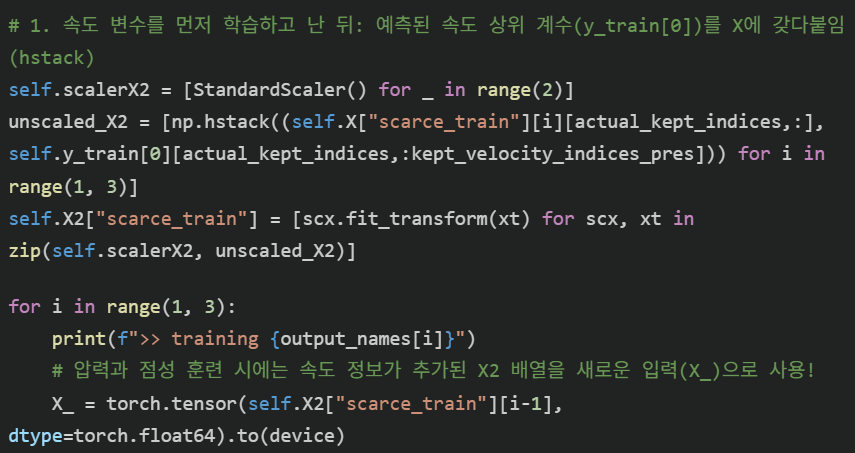 # 1. 속도 변수를 먼저 학습하고 난 뒤: 예측된 속도 상위 계수(y_train[0])를 X에 갖다붙임
(hstack)
self.scalerX2 = [StandardScaler() for _ in range(2)]
unscaled_X2 = [np.hstack((self.X["scarce_train"][i][actual_kept_indices,:],
self.y_train[0][actual_kept_indices,:kept_velocity_indices_pres])) for i in
range(1, 3)]
self.X2["scarce_train"] = [scx.fit_transform(xt) for scx, xt in
zip(self.scalerX2, unscaled_X2)]
for i in range(1, 3):
    print(f">> training {output_names[i]}")
    # 압력과 점성 훈련 시에는 속도 정보가 추가된 X2 배열을 새로운 입력(X_)으로 사용!
    X_ = torch.tensor(self.X2["scarce_train"][i-1],
dtype=torch.float64).to(device)